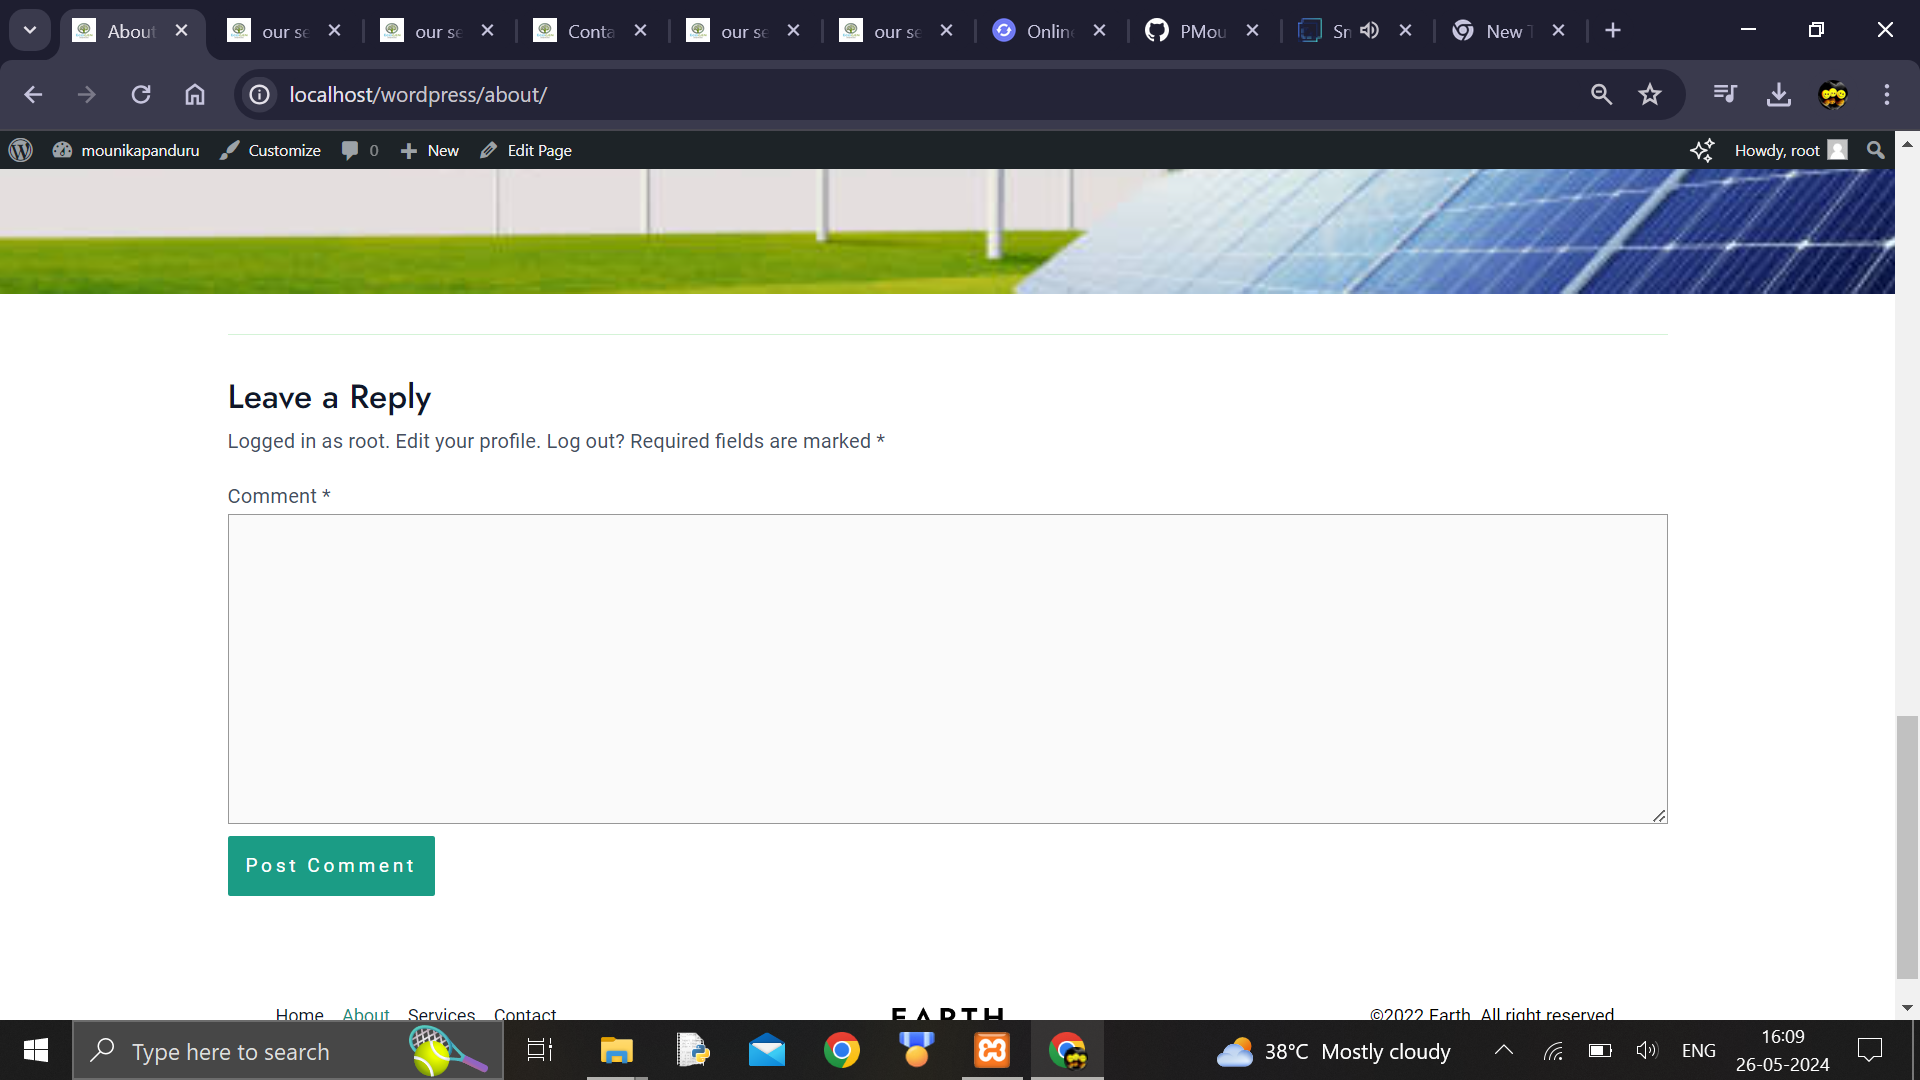 About
our se
our se
Conta
our se
our se
Onlin
PMou
Sn
New T
localhost/wordpress/about/
mounikapanduru
Customize
0
New
Edit Page
Howdy, root
Leave a Reply
Logged in as root. Edit your profile. Log out? Required fields are marked *
Comment *
Post Comment
Home About Services Contact
EARTH
©2022 Earth. All right reserved
Type here to search
38°C Mostly cloudy
ENG
16:09
26-05-2024